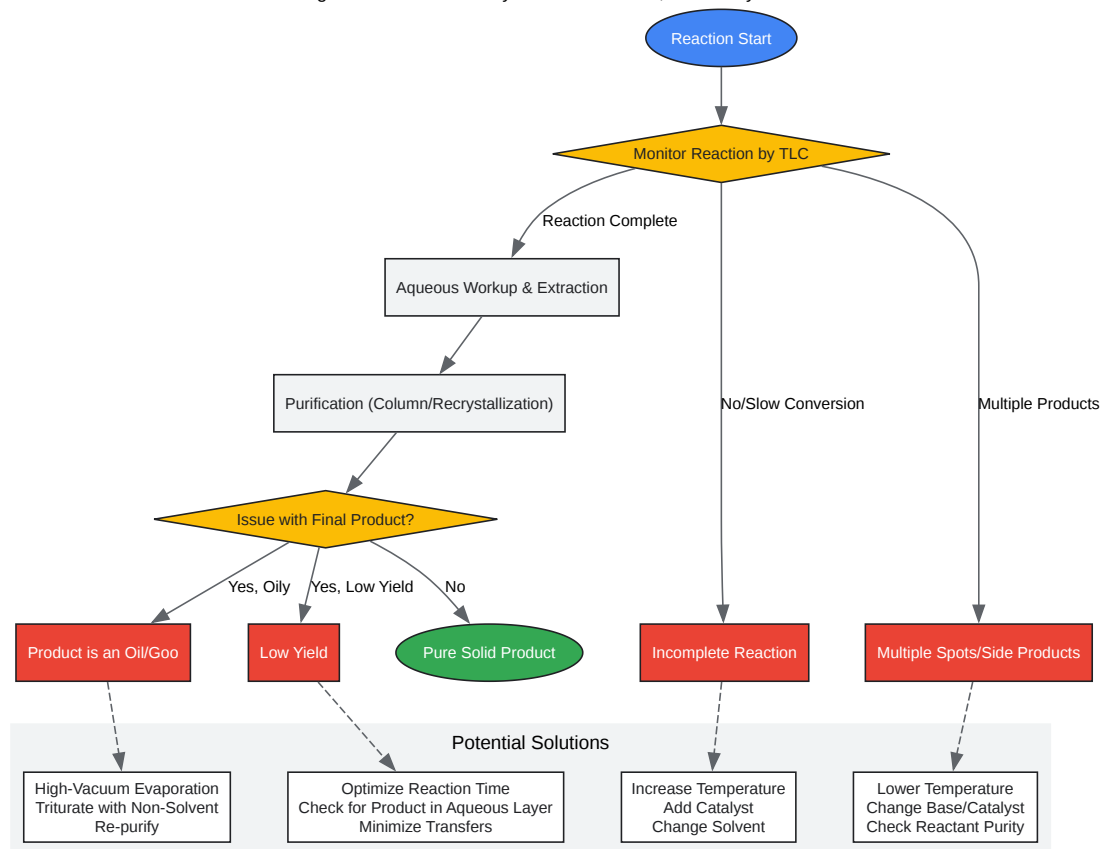 Reaction Start
Monitor Reaction by TLC
Reaction Complete
Aqueous Workup & Extraction
Purification (Column/Recrystallization)
No/Slow Conversion
Multiple Products
Issue with Final Product?
Yes, Oily
Yes, Low Yield
No
Product is an Oil/Goo
Low Yield
Pure Solid Product
Incomplete Reaction
Multiple Spots/Side Products
Potential Solutions
High-Vacuum Evaporation
Triturate with Non-Solvent
Re-purify
Optimize Reaction Time
Check for Product in Aqueous Layer
Minimize Transfers
Increase Temperature
Add Catalyst
Change Solvent
Lower Temperature
Change Base/Catalyst
Check Reactant Purity